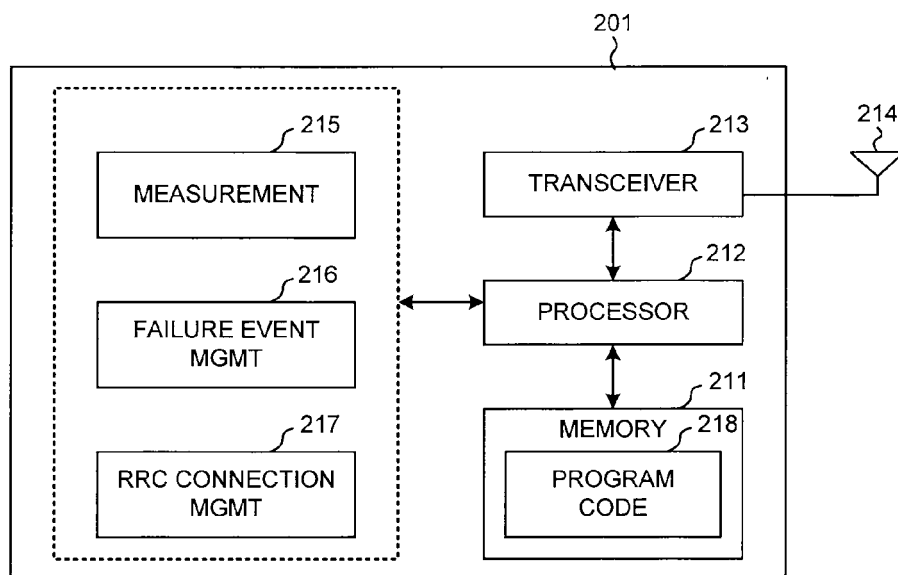 201
214
215
MEASUREMENT
213
TRANSCEIVER
216
FAILURE EVENT
MGMT
212
PROCESSOR
217
RRC CONNECTION
MGMT
211
MEMORY
218
PROGRAM
CODE